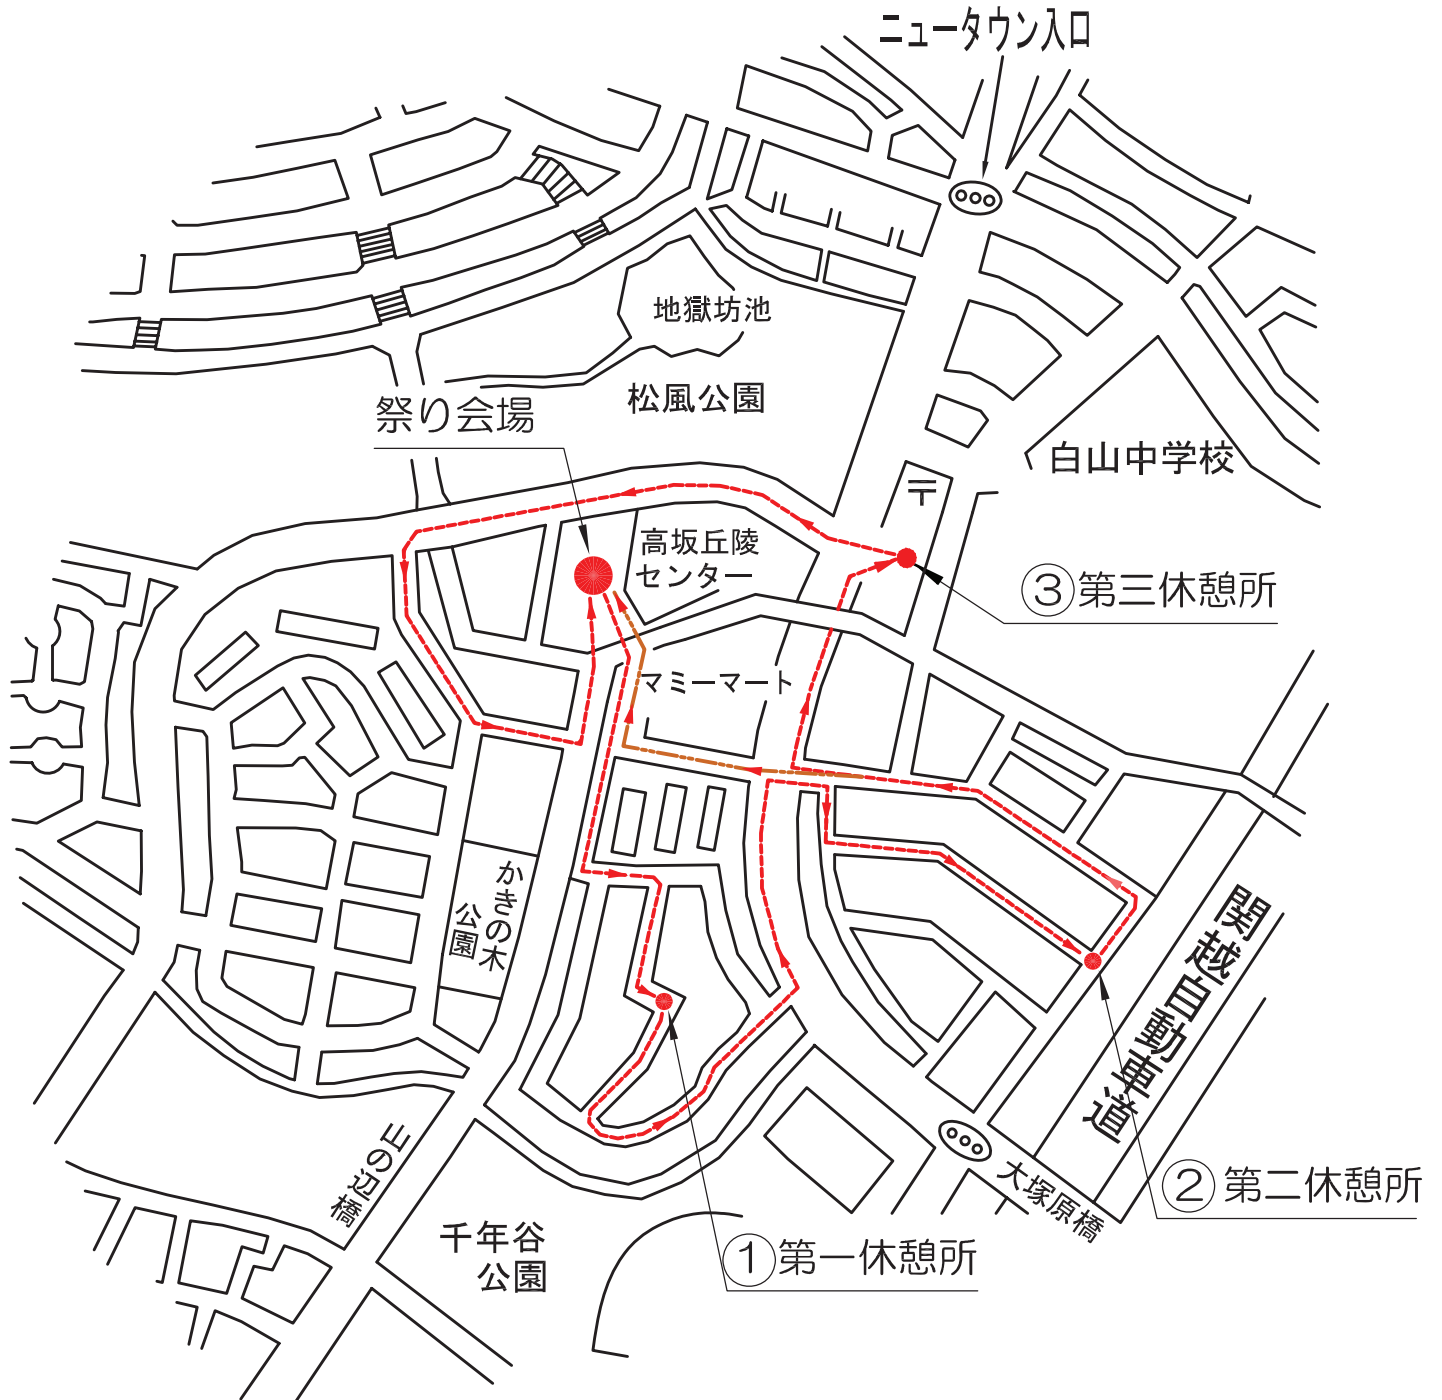 ニュータウン入口
地獄坊池
松風公園
祭り会場
白山中学校
〒
高坂丘陵
センター
③第三休憩所
マミーマート
かきの木
公園
関越自動車道
山の辺橋
大塚原橋
②第二休憩所
千年谷
公園
①第一休憩所